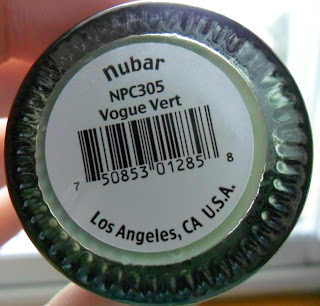 nubar
NPC305
Vogue Vert
7 50853 01285 8
Los Angeles, CA U.S.A.